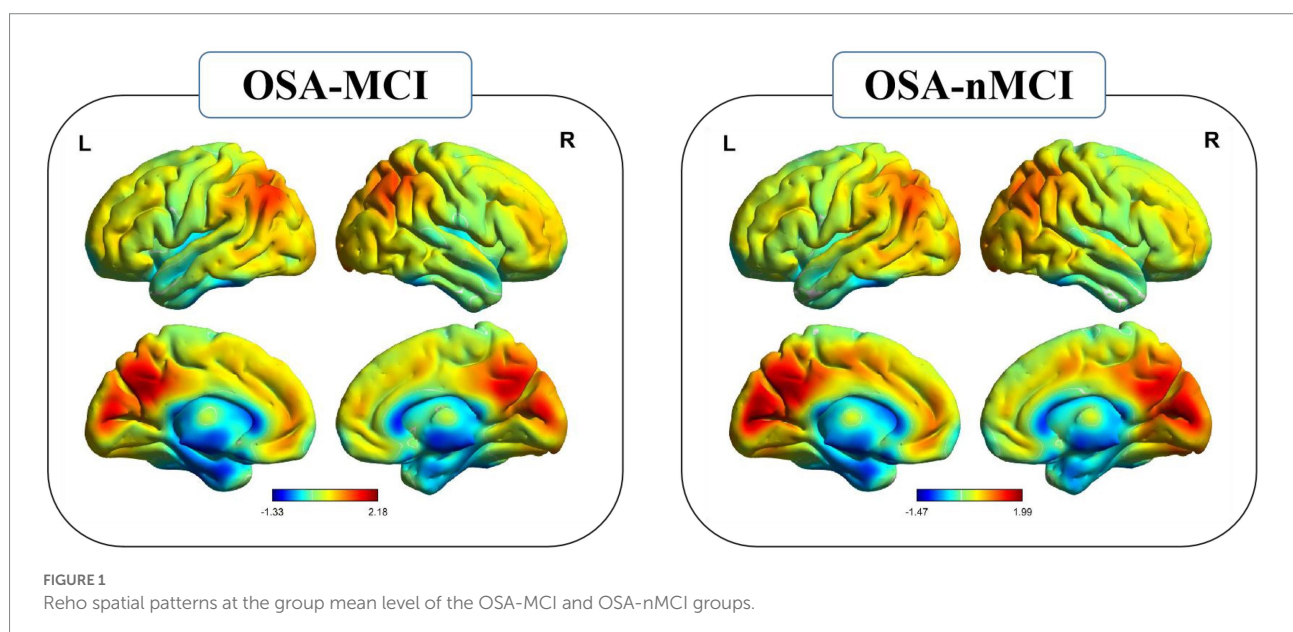 OSA-MCI
L
R
-1.33
2.18
OSA-nMCI
L
R
-1.47
1.99
FIGURE 1
Reho spatial patterns at the group mean level of the OSA-MCI and OSA-nMCI groups.